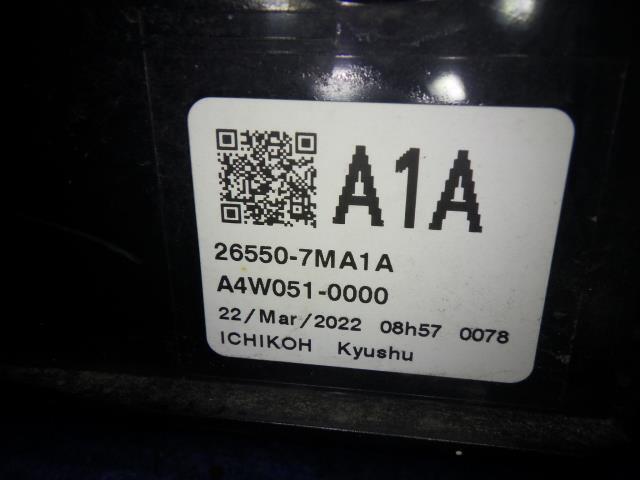 A1A
26550-7MA1A
A4W051-0000
22/Mar/2022 08h57 0078
ICHIKOH Kyushu